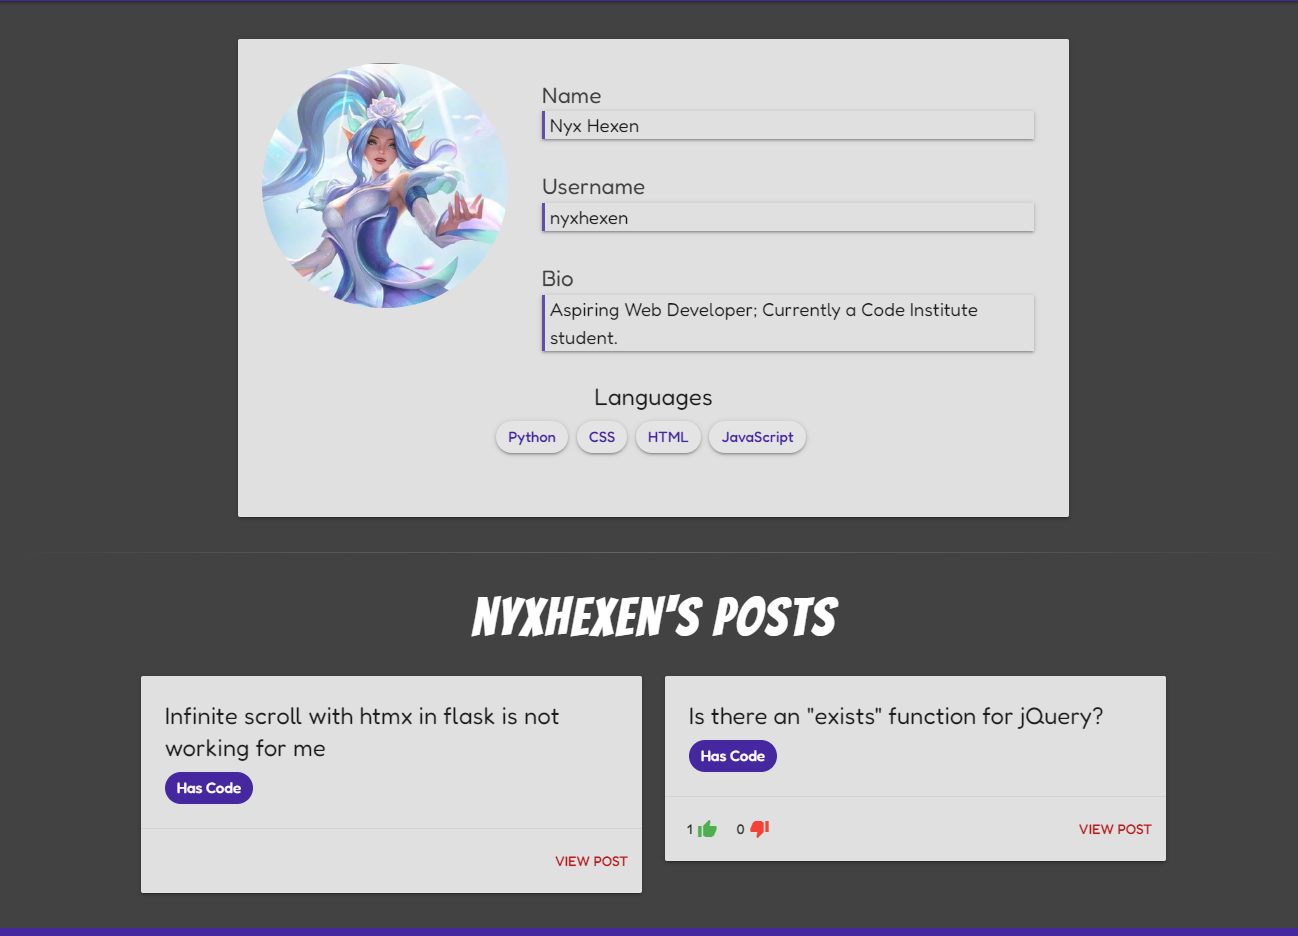 Name
Nyx Hexen
Username
nyxhexen
Bio
Aspiring Web Developer; Currently a Code Institute
student.
Languages
Python CSS HTML JavaScript
NYXHEXEN'S POSTS
Infinite scroll with htmx in flask is not
working for me
Has Code
VIEW POST
Is there an "exists" function for jQuery?
Has Code
1 0 VIEW POST